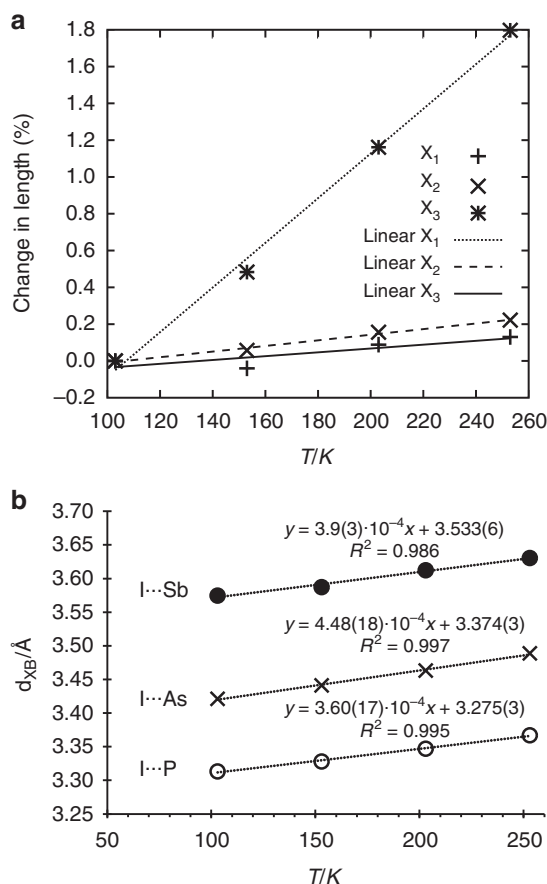 a
1.8
1.6
1.4
1.2
1.0
0.8
0.6
0.4
0.2
0.0
−0.2
Change in length (%)
X₁
X₂
X₃
Linear X₁
Linear X₂
Linear X₃
100 120 140 160 180 200 220 240 260
T/K
b
3.70
3.65
3.60
3.55
3.50
3.45
3.40
3.35
3.30
3.25
d_XB/Å
y = 3.9(3)·10⁻⁴x + 3.533(6)
R² = 0.986
I···Sb
y = 4.48(18)·10⁻⁴x + 3.374(3)
R² = 0.997
I···As
y = 3.60(17)·10⁻⁴x + 3.275(3)
R² = 0.995
I···P
50 100 150 200 250
T/K